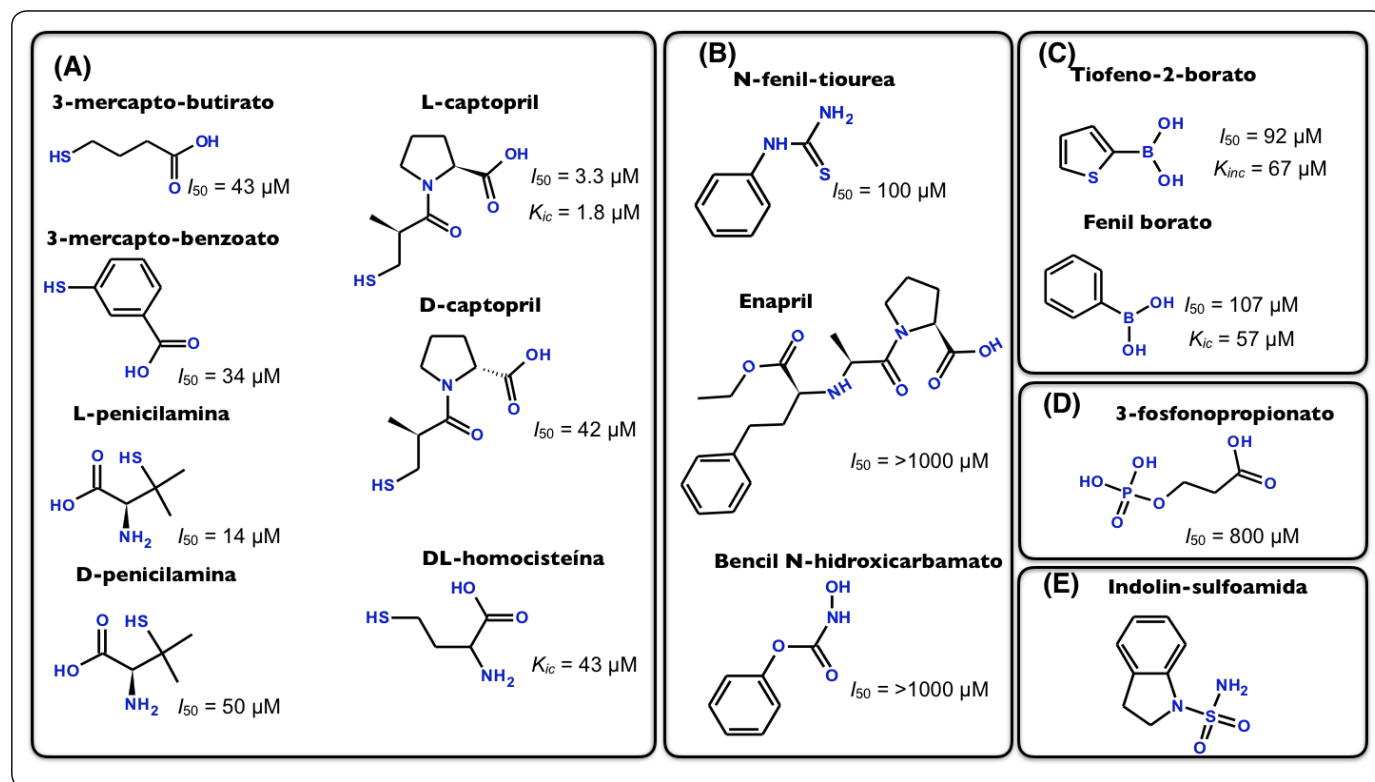 (A)
3-mercapto-butirato
HS
OH
O
I50 = 43 µM
3-mercapto-benzoato
HS
O
HO
I50 = 34 µM
L-penicilamina
O
HS
HO
NH2
I50 = 14 µM
D-penicilamina
O
HS
HO
NH2
I50 = 50 µM
L-captopril
OH
N
O
O
HS
I50 = 3.3 µM
Kic = 1.8 µM
D-captopril
OH
N
O
O
HS
I50 = 42 µM
DL-homocisteína
HO
HS
O
NH2
Kic = 43 µM
(B)
N-fenil-tiourea
NH2
NH
S
I50 = 100 µM
Enapril
O
N
OH
O
NH
O
O
I50 = >1000 µM
Bencil N-hidroxicarbamato
OH
NH
O
O
I50 = >1000 µM
(C)
Tiofeno-2-borato
OH
B
S
OH
I50 = 92 µM
Kinc = 67 µM
Fenil borato
OH
B
OH
I50 = 107 µM
Kic = 57 µM
(D)
3-fosfonopropionato
OH
OH
HO
P
O
O
O
I50 = 800 µM
(E)
Indolin-sulfoamida
NH2
N
S
O
O